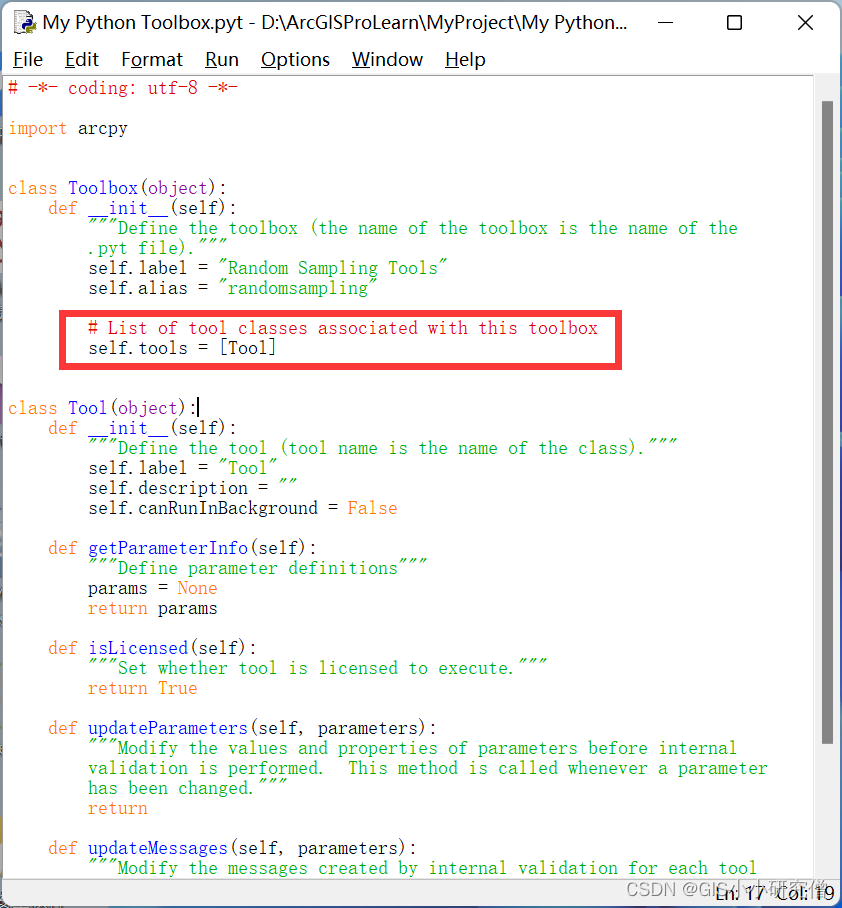 My Python Toolbox.pyt - D:\ArcGISProLearn\MyProject\My Python...
File Edit Format Run Options Window Help
# -*- coding: utf-8 -*-
import arcpy
class Toolbox(object):
    def __init__(self):
        """Define the toolbox (the name of the toolbox is the name of the
        .pyt file)."""
        self.label = "Random Sampling Tools"
        self.alias = "randomsampling"
        # List of tool classes associated with this toolbox
        self.tools = [Tool]
class Tool(object):
    def __init__(self):
        """Define the tool (tool name is the name of the class)."""
        self.label = "Tool"
        self.description = ""
        self.canRunInBackground = False
    def getParameterInfo(self):
        """Define parameter definitions"""
        params = None
        return params
    def isLicensed(self):
        """Set whether tool is licensed to execute."""
        return True
    def updateParameters(self, parameters):
        """Modify the values and properties of parameters before internal
        validation is performed.  This method is called whenever a parameter
        has been changed."""
        return
    def updateMessages(self, parameters):
        """Modify the messages created by internal validation for each tool
CSDN @GIS小小研究僧
Ln: 17 Col: 19